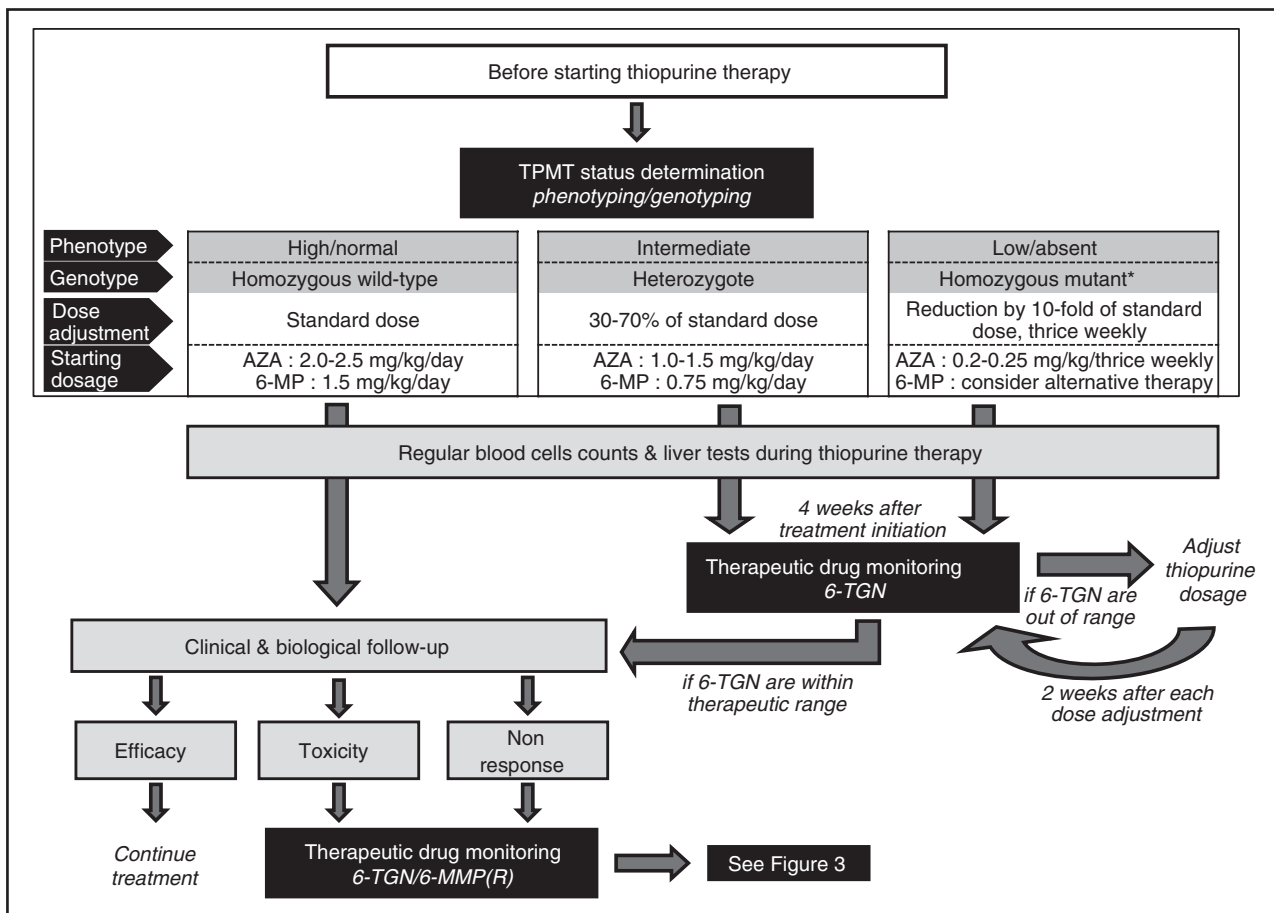 Before starting thiopurine therapy
TPMT status determination
phenotyping/genotyping
Phenotype
High/normal
Intermediate
Low/absent
Genotype
Homozygous wild-type
Heterozygote
Homozygous mutant*
Dose
adjustment
Standard dose
30-70% of standard dose
Reduction by 10-fold of standard
dose, thrice weekly
Starting
dosage
AZA : 2.0-2.5 mg/kg/day
6-MP : 1.5 mg/kg/day
AZA : 1.0-1.5 mg/kg/day
6-MP : 0.75 mg/kg/day
AZA : 0.2-0.25 mg/kg/thrice weekly
6-MP : consider alternative therapy
Regular blood cells counts & liver tests during thiopurine therapy
4 weeks after
treatment initiation
Therapeutic drug monitoring
6-TGN
if 6-TGN are
out of range
Adjust
thiopurine
dosage
2 weeks after each
dose adjustment
if 6-TGN are within
therapeutic range
Clinical & biological follow-up
Efficacy
Toxicity
Non
response
Continue
treatment
Therapeutic drug monitoring
6-TGN/6-MMP(R)
See Figure 3